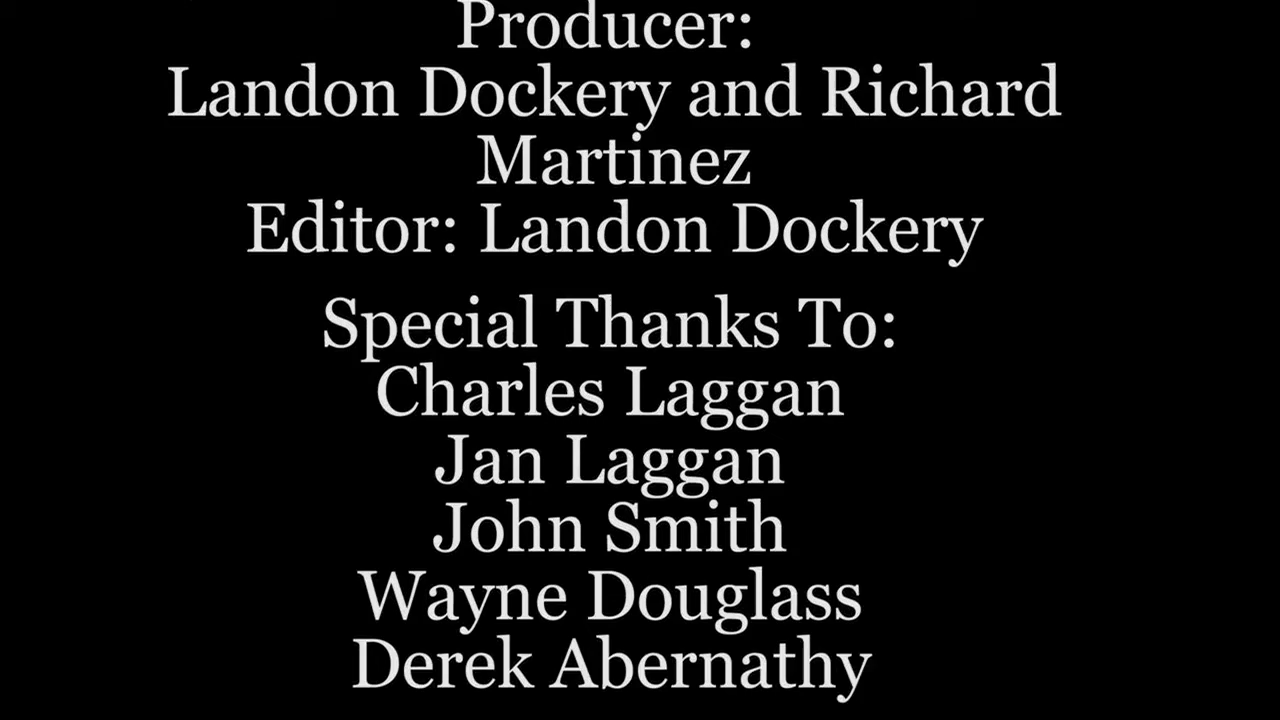 Producer:
Landon Dockery and Richard
Martinez
Editor: Landon Dockery
Special Thanks To:
Charles Laggan
Jan Laggan
John Smith
Wayne Douglass
Derek Abernathy